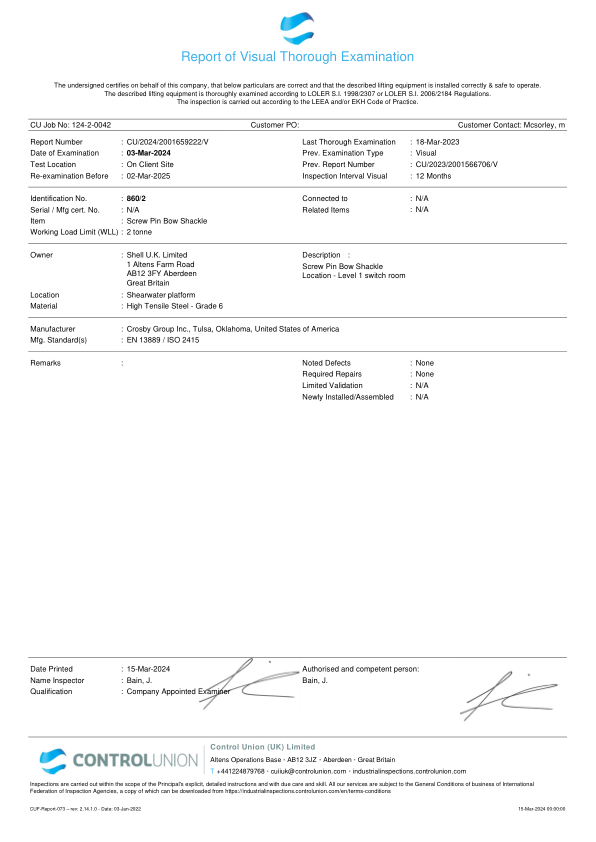 Report of Visual Thorough Examination
The undersigned certifies on behalf of this company, that below particulars are correct and that the described lifting equipment is installed correctly & safe to operate.
The described lifting equipment is thoroughly examined according to LOLER S.I. 1998/2307 or LOLER S.I. 2006/2184 Regulations.
The inspection is carried out according to the LEEA and/or EKH Code of Practice.
CU Job No: 124-2-0042 Customer PO: Customer Contact: Mcsorley, m
Report Number : CU/2024/2001659222/V Last Thorough Examination : 18-Mar-2023
Date of Examination : 03-Mar-2024 Prev. Examination Type : Visual
Test Location : On Client Site Prev. Report Number : CU/2023/2001566706/V
Re-examination Before : 02-Mar-2025 Inspection Interval Visual : 12 Months
Identification No. : 860/2 Connected to : N/A
Serial / Mfg cert. No. : N/A Related Items : N/A
Item : Screw Pin Bow Shackle
Working Load Limit (WLL) : 2 tonne
Owner : Shell U.K. Limited Description :
1 Altens Farm Road Screw Pin Bow Shackle
AB12 3FY Aberdeen Location - Level 1 switch room
Great Britain
Location : Shearwater platform
Material : High Tensile Steel - Grade 6
Manufacturer : Crosby Group Inc., Tulsa, Oklahoma, United States of America
Mfg. Standard(s) : EN 13889 / ISO 2415
Remarks : Noted Defects : None
Required Repairs : None
Limited Validation : N/A
Newly Installed/Assembled : N/A
Date Printed : 15-Mar-2024 Authorised and competent person:
Name Inspector : Bain, J. Bain, J.
Qualification : Company Appointed Examiner
CONTROLUNION
Control Union (UK) Limited
Altens Operations Base · AB12 3JZ · Aberdeen · Great Britain
T +441224879768 · cuiiuk@controlunion.com · industrialinspections.controlunion.com
Inspections are carried out within the scope of the Principal's explicit, detailed instructions and with due care and skill. All our services are subject to the General Conditions of business of International
Federation of Inspection Agencies, a copy of which can be downloaded from https://industrialinspections.controlunion.com/en/terms-conditions
CUF-Report-073 – rev: 2.14.1.0 - Date: 03-Jun-2022 15-Mar-2024 00:00:00